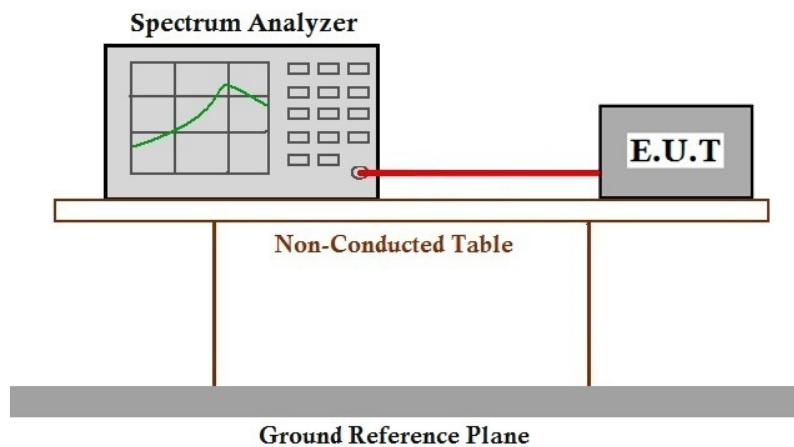 Spectrum Analyzer
E.U.T
Non-Conducted Table
Ground Reference Plane